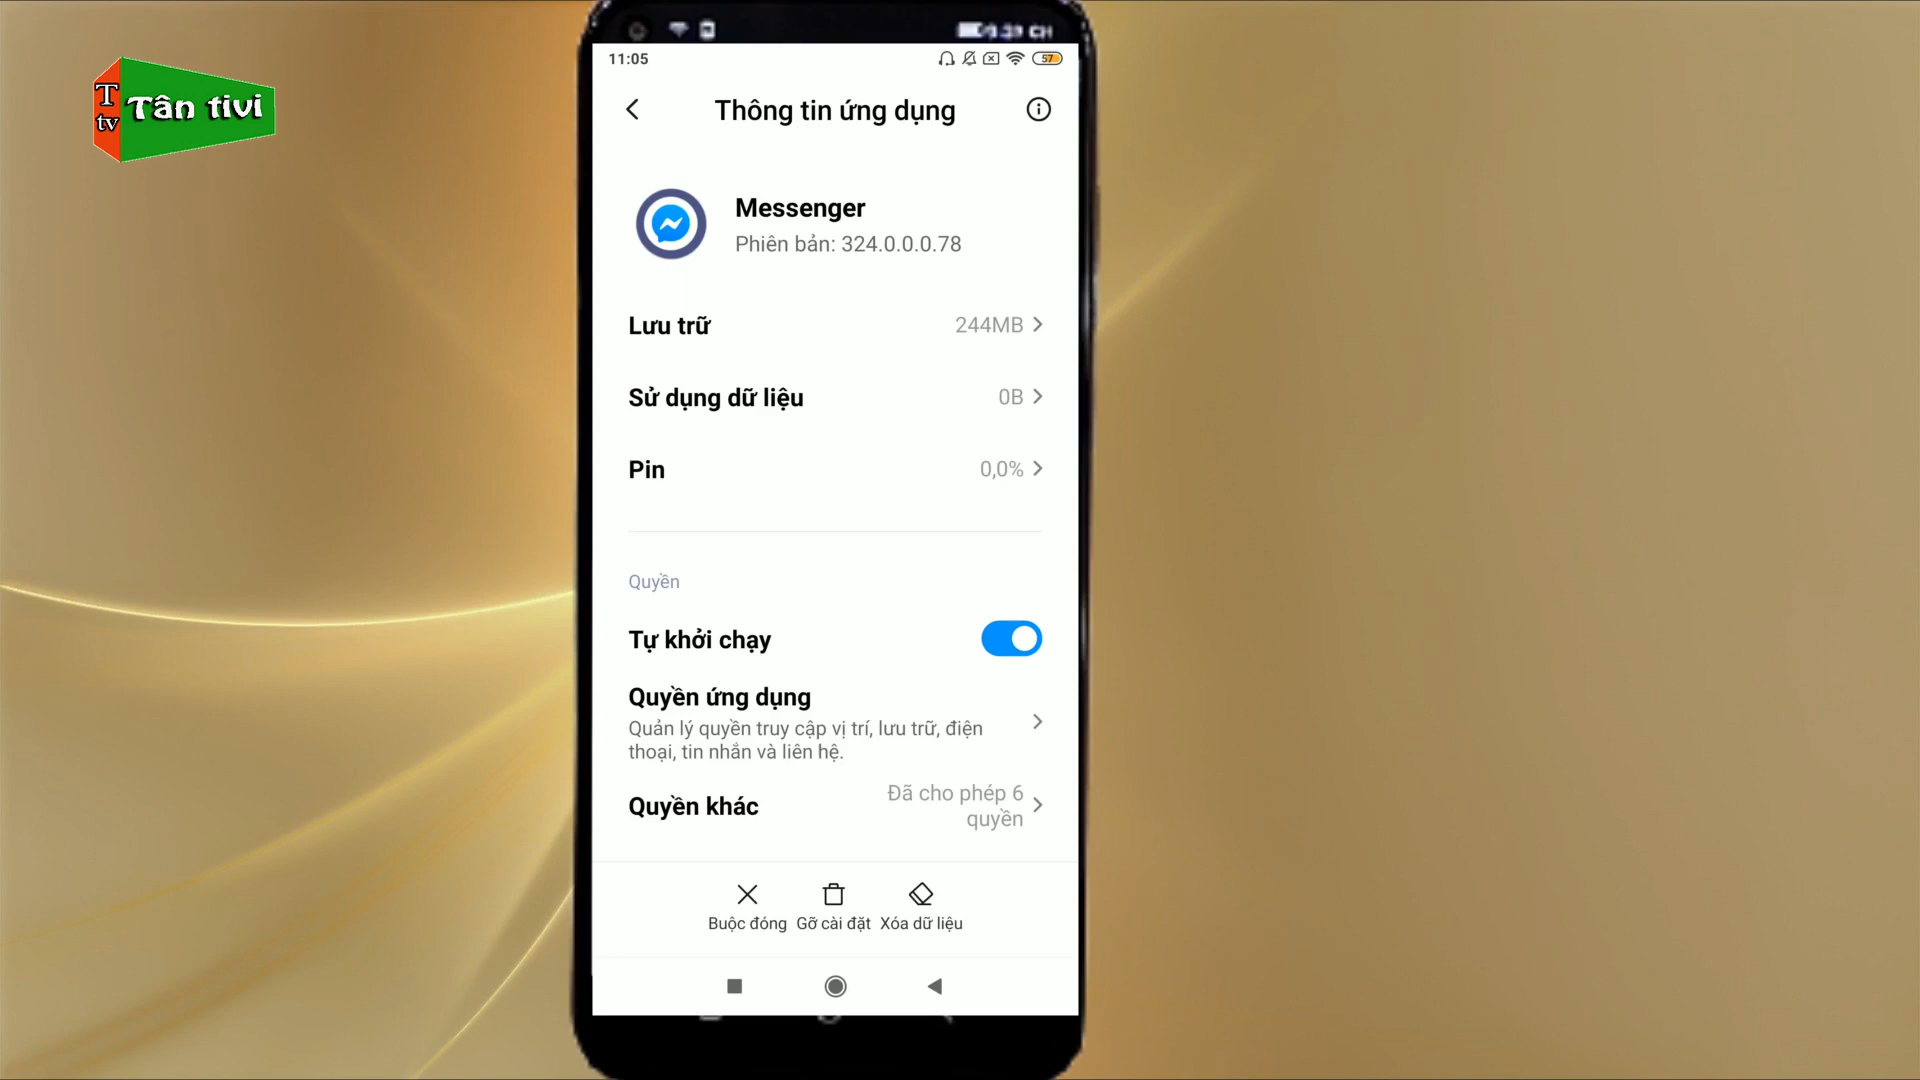 T
tv
Tân tivi
11:05
57
Thông tin ứng dụng
Messenger
Phiên bản: 324.0.0.0.78
Lưu trữ
244MB
Sử dụng dữ liệu
0B
Pin
0,0%
Quyền
Tự khởi chạy
Quyền ứng dụng
Quản lý quyền truy cập vị trí, lưu trữ, điện
thoại, tin nhắn và liên hệ.
Quyền khác
Đã cho phép 6
quyền
Buộc đóng
Gỡ cài đặt
Xóa dữ liệu